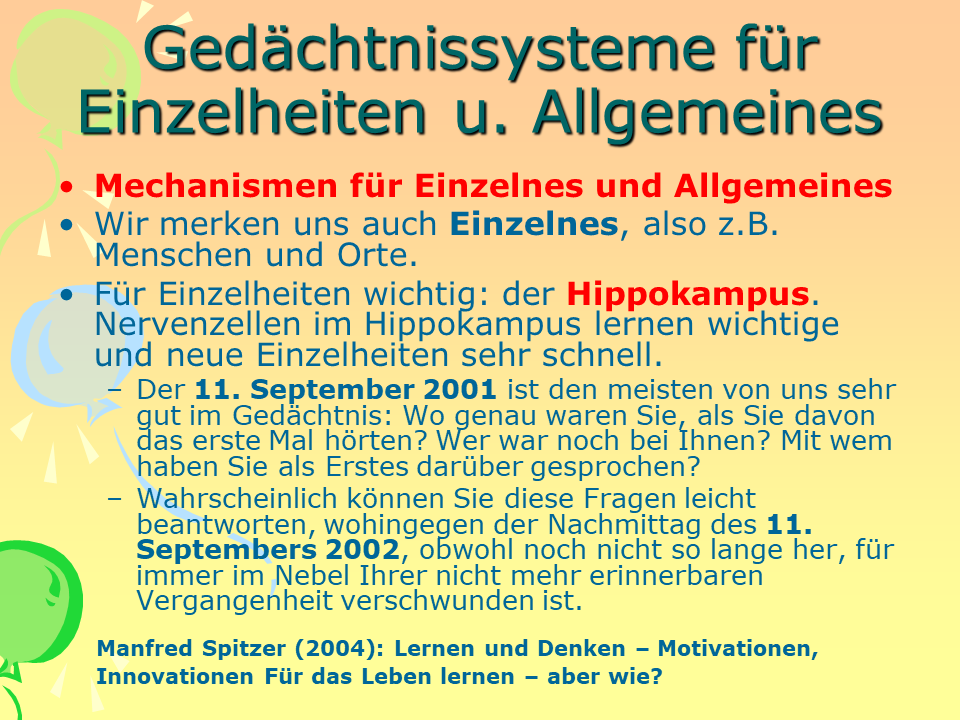 Gedächtnissysteme für
Einzelheiten u. Allgemeines
• Mechanismen für Einzelnes und Allgemeines
• Wir merken uns auch Einzelnes, also z.B.
Menschen und Orte.
• Für Einzelheiten wichtig: der Hippokampus.
Nervenzellen im Hippokampus lernen wichtige
und neue Einzelheiten sehr schnell.
– Der 11. September 2001 ist den meisten von uns sehr
gut im Gedächtnis: Wo genau waren Sie, als Sie davon
das erste Mal hörten? Wer war noch bei Ihnen? Mit wem
haben Sie als Erstes darüber gesprochen?
– Wahrscheinlich können Sie diese Fragen leicht
beantworten, wohingegen der Nachmittag des 11.
Septembers 2002, obwohl noch nicht so lange her, für
immer im Nebel Ihrer nicht mehr erinnerbaren
Vergangenheit verschwunden ist.
Manfred Spitzer (2004): Lernen und Denken – Motivationen,
Innovationen Für das Leben lernen – aber wie?